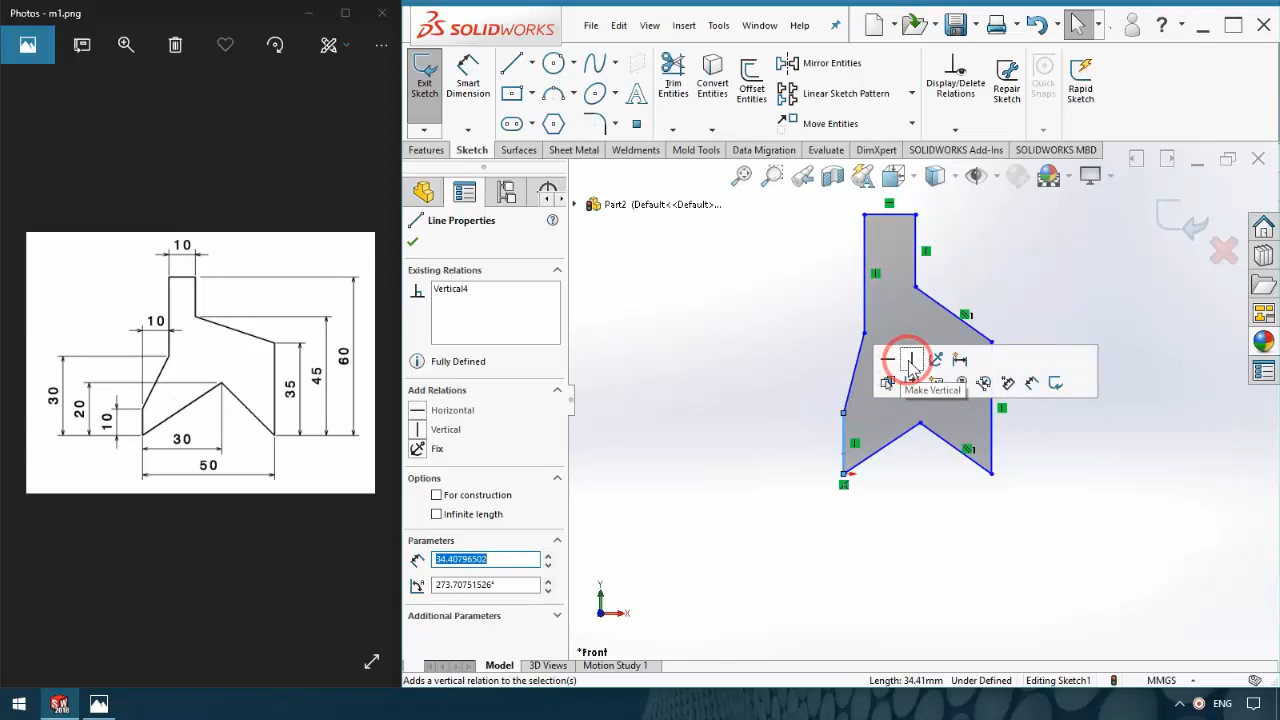 Photos - m1.png
SOLIDWORKS
File Edit View Insert Tools Window Help
Exit Sketch
Smart Dimension
Trim Entities
Convert Entities
Offset Entities
Mirror Entities
Linear Sketch Pattern
Move Entities
Display/Delete Relations
Repair Sketch
Quick Snaps
Rapid Sketch
Features Sketch Surfaces Sheet Metal Weldments Mold Tools Data Migration Evaluate DimXpert SOLIDWORKS Add-Ins SOLIDWORKS MBD
Part2 (Default<<Default>...
Line Properties
Existing Relations
Vertical4
Fully Defined
Add Relations
Horizontal
Vertical
Fix
Options
For construction
Infinite length
Parameters
34.40796502
273.70751526°
Additional Parameters
10
10
30
20
10
30
50
35
45
60
1
1
Make Vertical
Y
X
*Front
Model 3D Views Motion Study 1
Adds a vertical relation to the selection(s) Length: 34.41mm Under Defined Editing Sketch1 MMGS
SW
2018
ENG